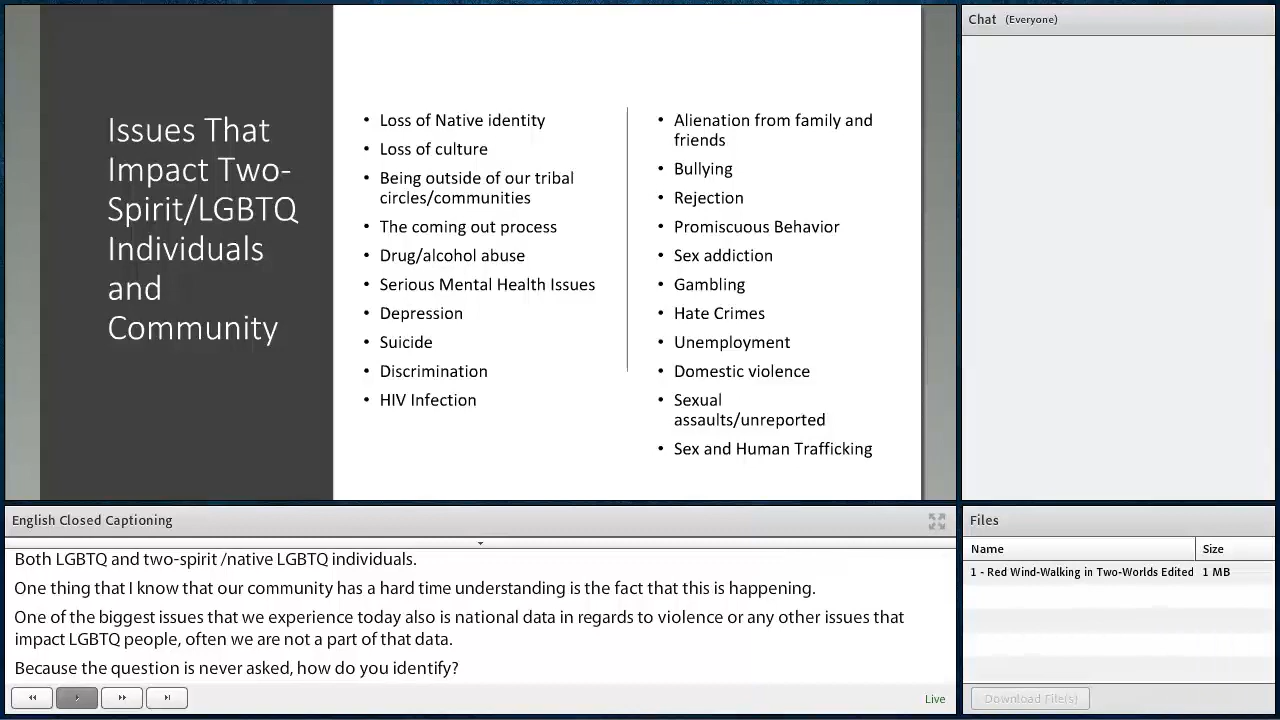 Issues That
Impact Two-
Spirit/LGBTQ
Individuals
and
Community
• Loss of Native identity
• Loss of culture
• Being outside of our tribal
circles/communities
• The coming out process
• Drug/alcohol abuse
• Serious Mental Health Issues
• Depression
• Suicide
• Discrimination
• HIV Infection
• Alienation from family and
friends
• Bullying
• Rejection
• Promiscuous Behavior
• Sex addiction
• Gambling
• Hate Crimes
• Unemployment
• Domestic violence
• Sexual
assaults/unreported
• Sex and Human Trafficking
Chat (Everyone)
English Closed Captioning
Both LGBTQ and two-spirit /native LGBTQ individuals.
One thing that I know that our community has a hard time understanding is the fact that this is happening.
One of the biggest issues that we experience today also is national data in regards to violence or any other issues that
impact LGBTQ people, often we are not a part of that data.
Because the question is never asked, how do you identify?
Live
Files
Name Size
1 - Red Wind-Walking in Two-Worlds Edited 1 MB
Download File(s)